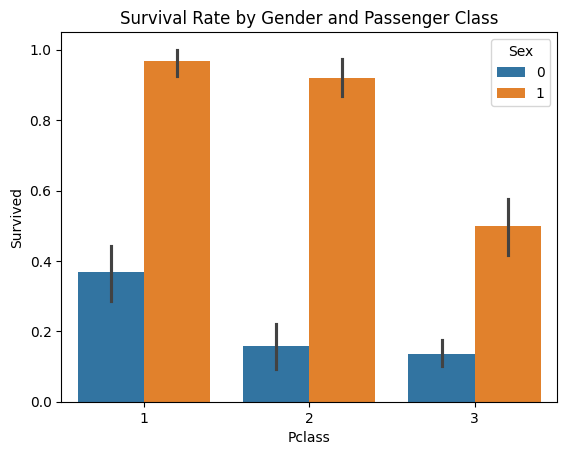 Survival Rate by Gender and Passenger Class
Sex
0
1
Survived
1.0
0.8
0.6
0.4
0.2
0.0
1 2 3
Pclass